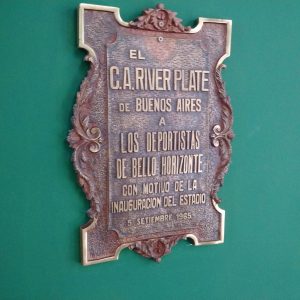 EL
C.A. RIVER PLATE
DE BUENOS AIRES
A
LOS DEPORTISTAS
DE BELLO HORIZONTE
CON MOTIVO DE LA
INAUGURACION DEL ESTADIO
5 SETIEMBRE 1965